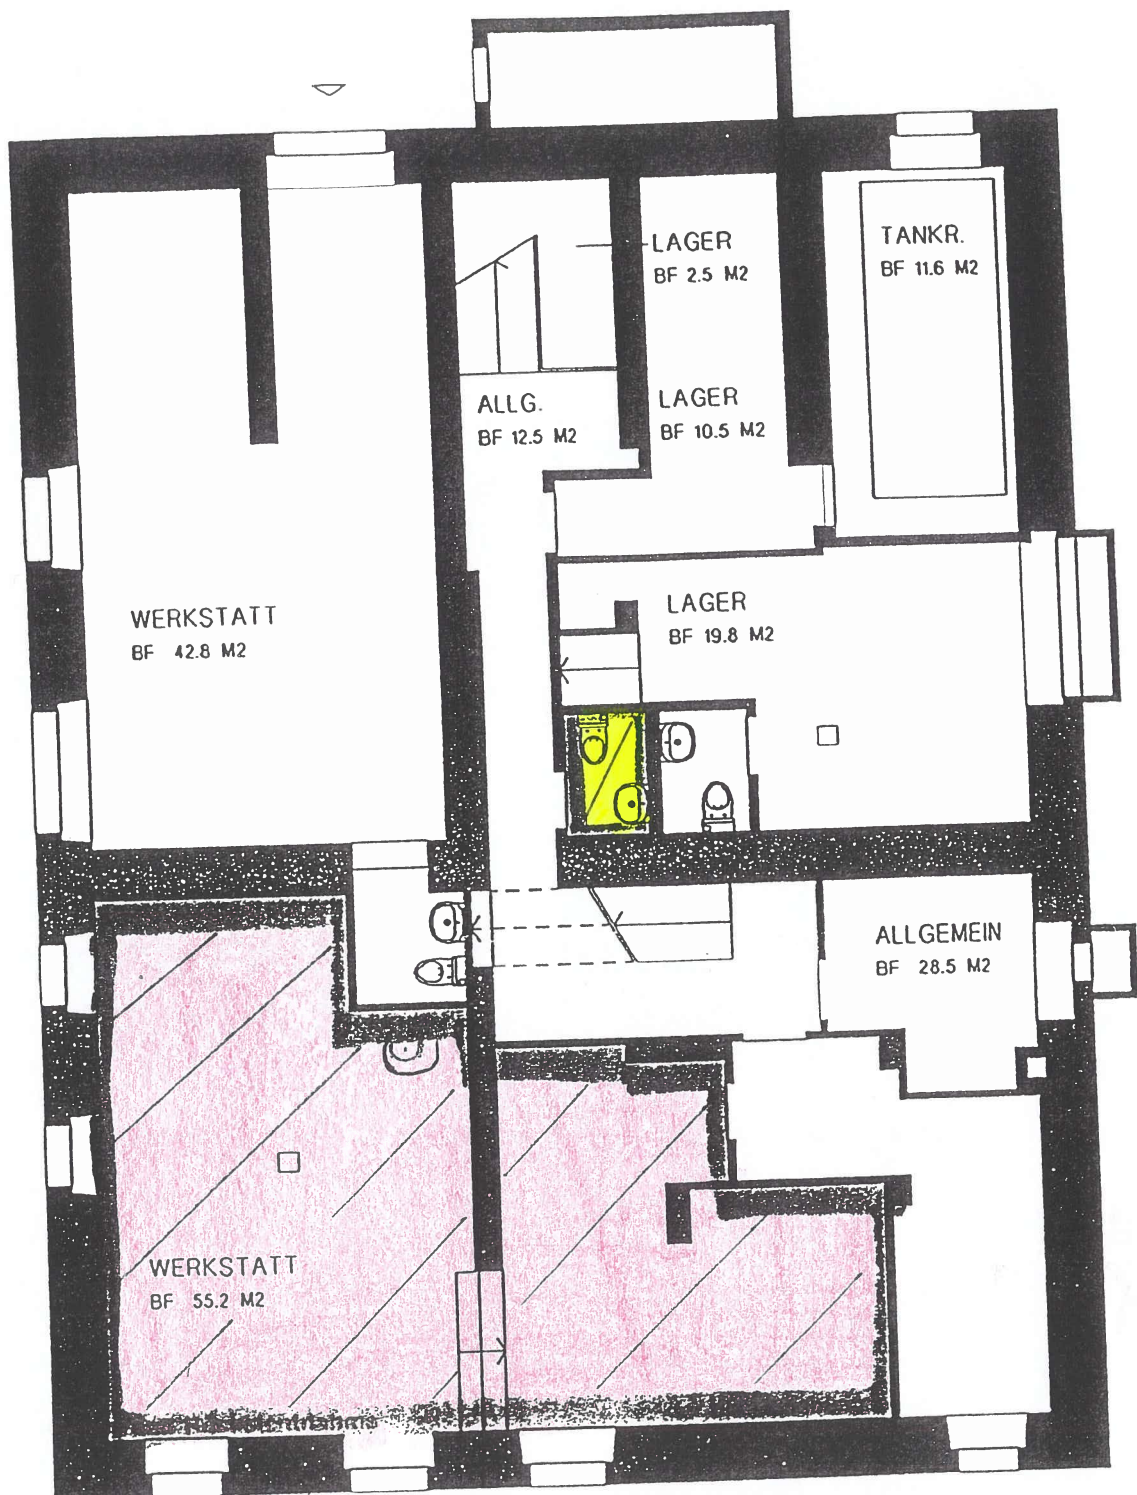 LAGER
BF 2.5 M2
TANKR.
BF 11.6 M2
ALLG.
BF 12.5 M2
LAGER
BF 10.5 M2
WERKSTATT
BF 42.8 M2
LAGER
BF 19.8 M2
ALLGEMEIN
BF 28.5 M2
WERKSTATT
BF 55.2 M2